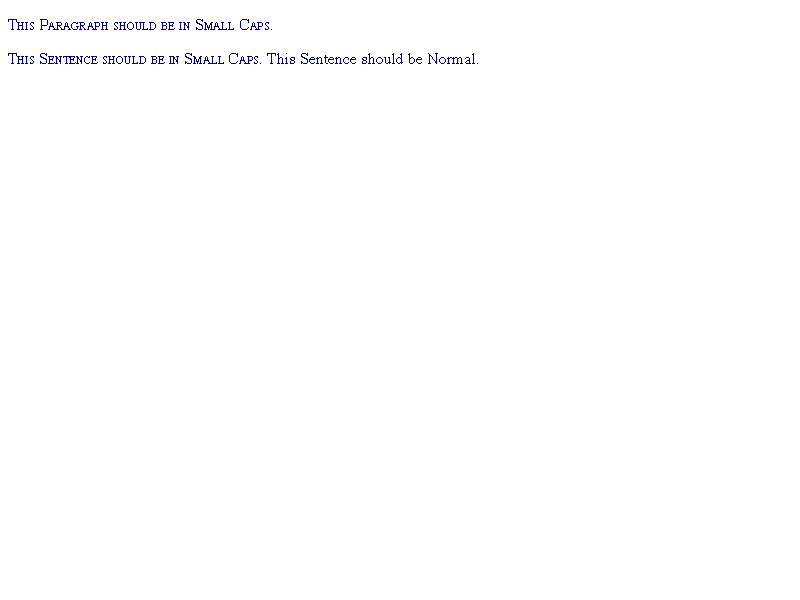 This Paragraph should be in Small Caps.
This Sentence should be in Small Caps. This Sentence should be Normal.